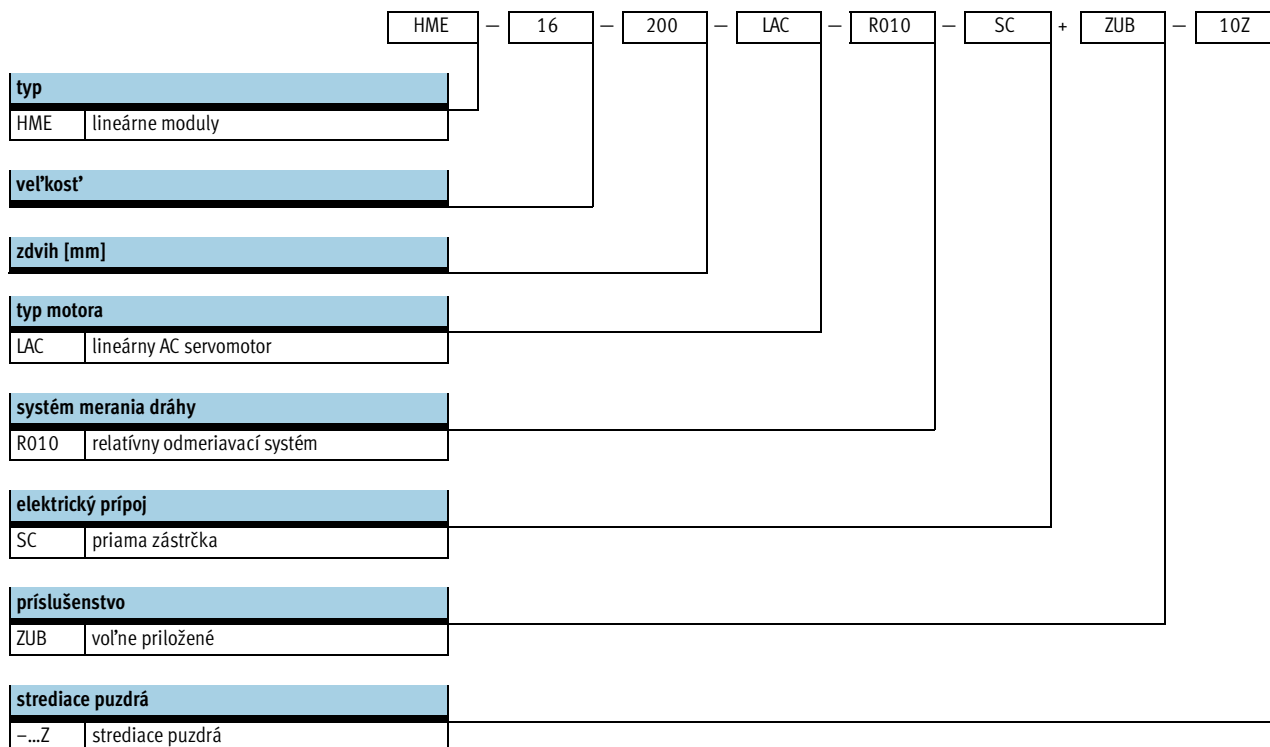 HME – 16 – 200 – LAC – R010 – SC + ZUB – 10Z
typ
HME lineárne moduly
veľkosť
zdvih [mm]
typ motora
LAC lineárny AC servomotor
systém merania dráhy
R010 relatívny odmeriavací systém
elektrický prípoj
SC priama zástrčka
príslušenstvo
ZUB voľne priložené
strediace puzdrá
–...Z strediace puzdrá